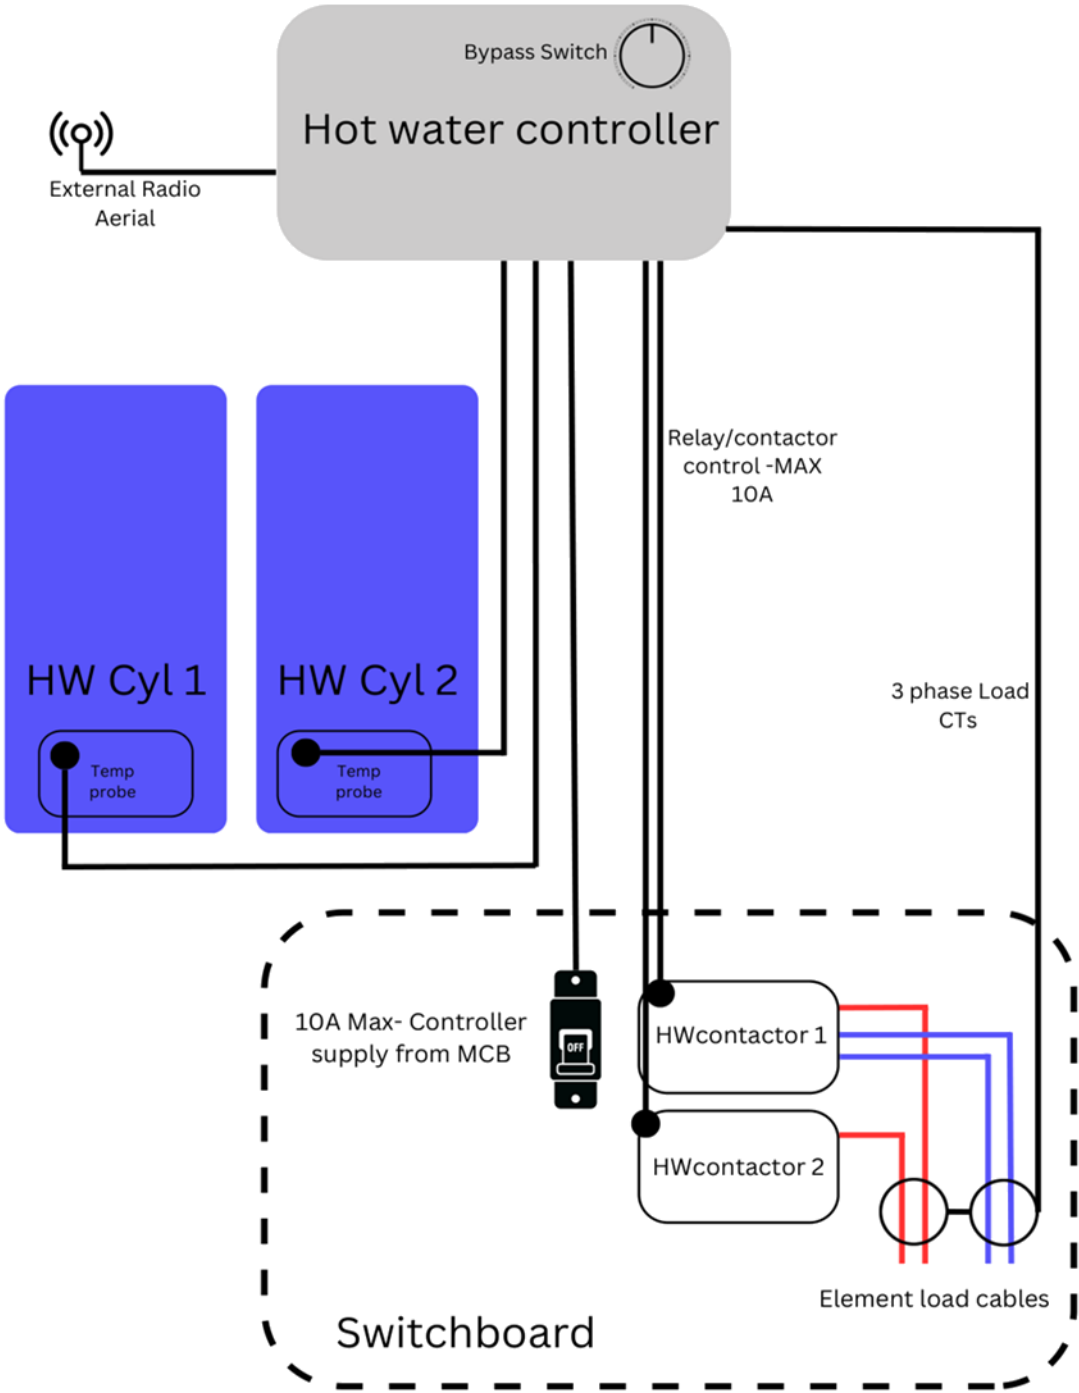 Bypass Switch
Hot water controller
External Radio
Aerial
Relay/contactor
control -MAX
10A
HW Cyl 1
HW Cyl 2
3 phase Load
CTs
Temp
probe
Temp
probe
10A Max- Controller
supply from MCB
OFF
HWcontactor 1
HWcontactor 2
Element load cables
Switchboard